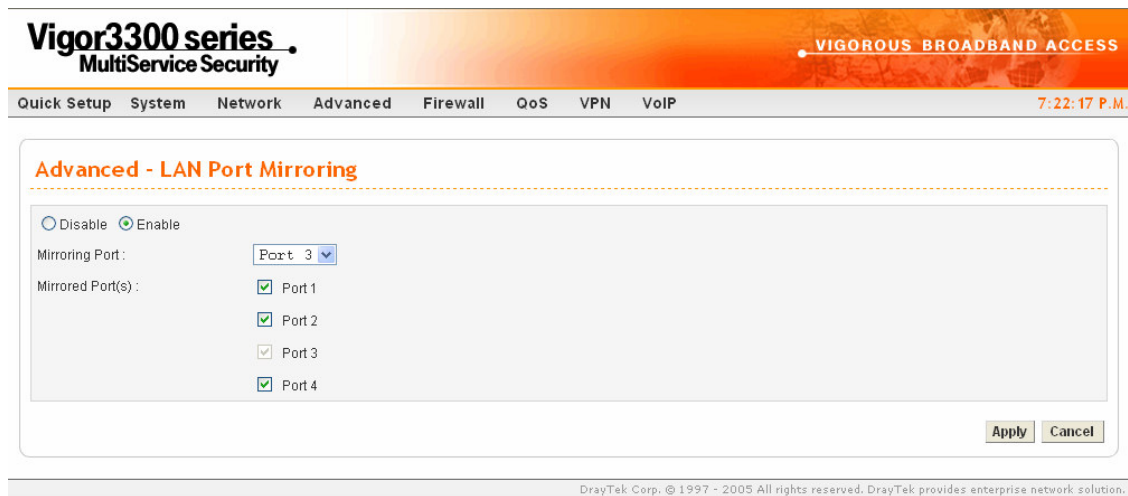 Vigor3300 series
MultiService Security
VIGOROUS BROADBAND ACCESS
Quick Setup System Network Advanced Firewall QoS VPN VoIP 7:22:17 P.M.
Advanced - LAN Port Mirroring
Disable Enable
Mirroring Port : Port 3
Mirrored Port(s) : Port 1
Port 2
Port 3
Port 4
Apply Cancel
DrayTek Corp. © 1997 - 2005 All rights reserved. DrayTek provides enterprise network solution.